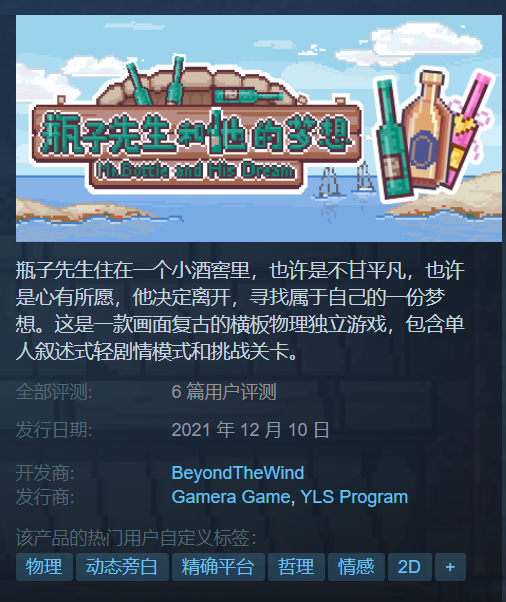 瓶子先生和他的梦想
Mr.Bottle and His Dream
瓶子先生住在一个小酒窖里，也许是不甘平凡，也许
是心有所愿，他决定离开，寻找属于自己的一份梦
想。这是一款画面复古的横板物理独立游戏，包含单
人叙述式轻剧情模式和挑战关卡。
全部评测: 6 篇用户评测
发行日期: 2021 年 12 月 10 日
开发商: BeyondTheWind
发行商: Gamera Game, YLS Program
该产品的热门用户自定义标签:
物理 动态旁白 精确平台 哲理 情感 2D +